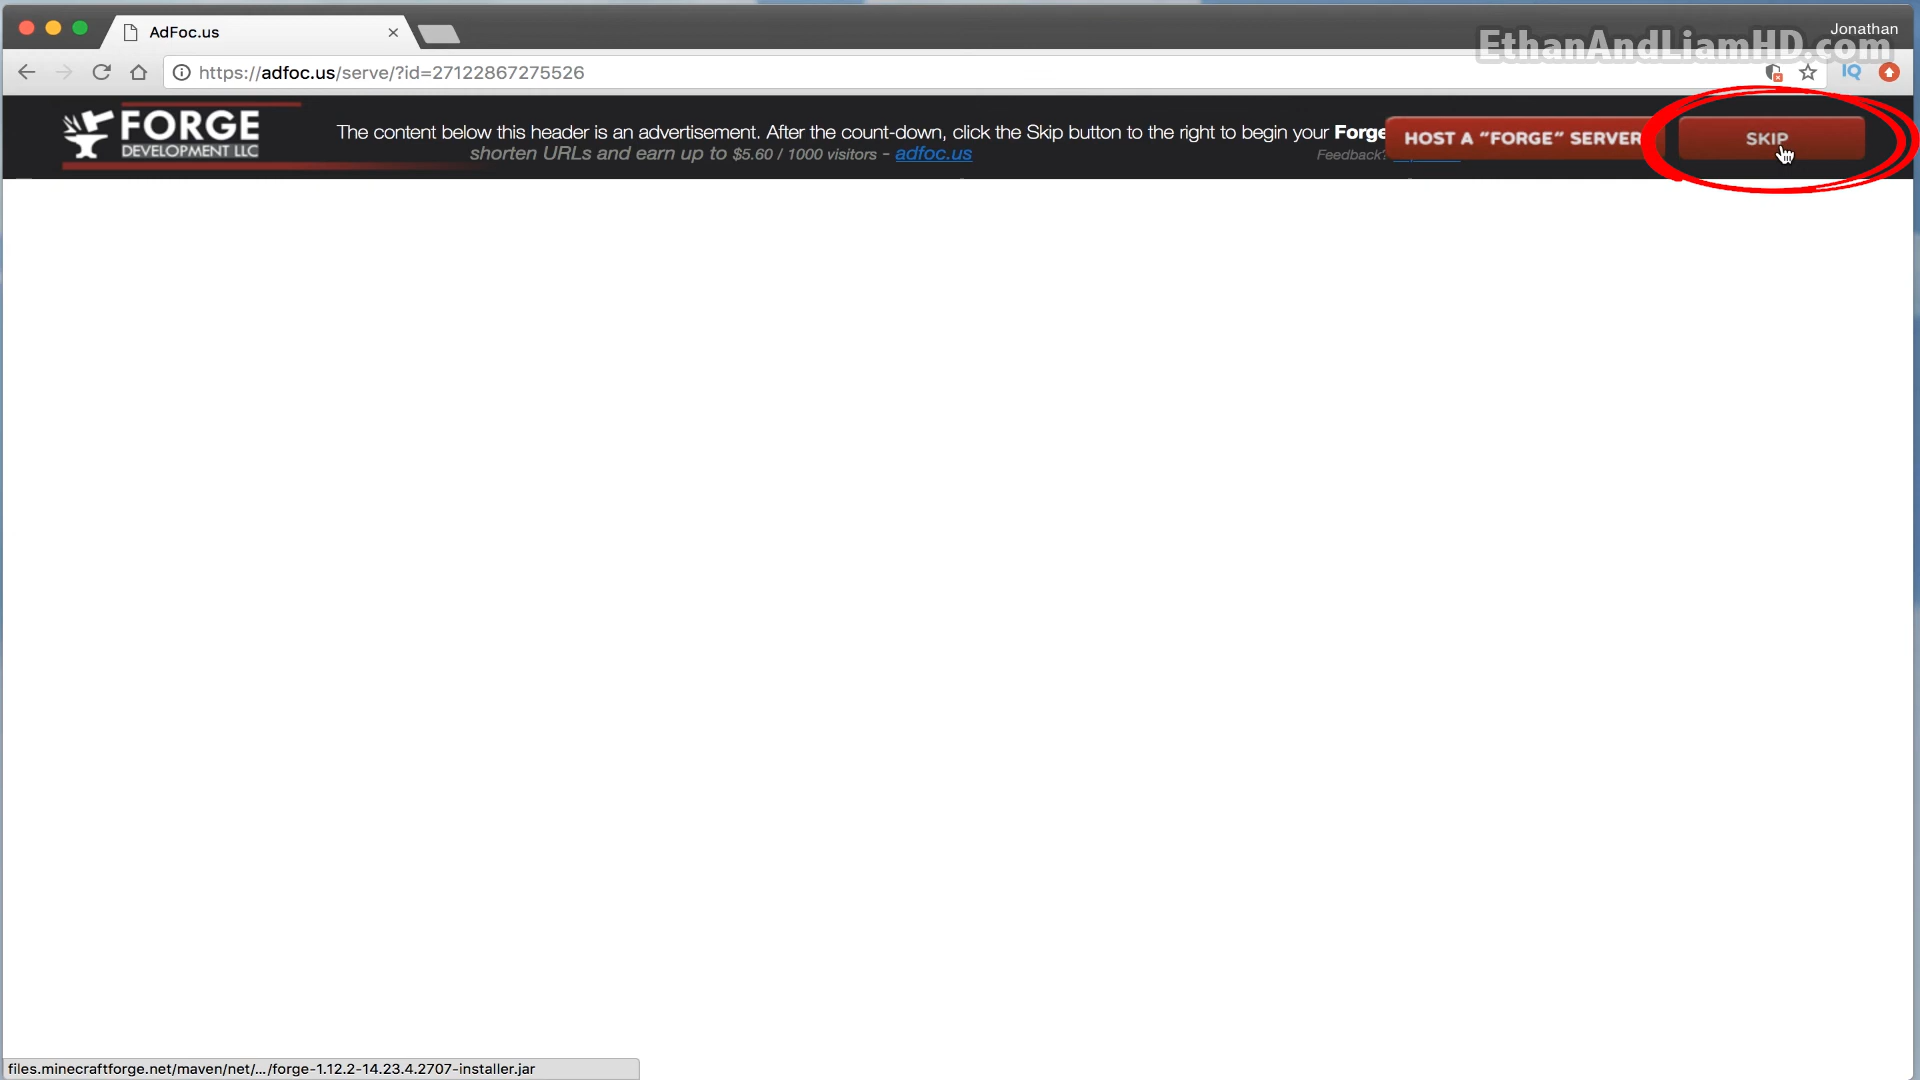 AdFoc.us
Jonathan
EthanAndLiamHD.com
https://adfoc.us/serve/?id=27122867275526
IQ
FORGE
DEVELOPMENT LLC
The content below this header is an advertisement. After the count-down, click the Skip button to the right to begin your Forge
shorten URLs and earn up to $5.60 / 1000 visitors - adfoc.us
Feedback?
HOST A "FORGE" SERVER
SKIP
files.minecraftforge.net/maven/net/.../forge-1.12.2-14.23.4.2707-installer.jar